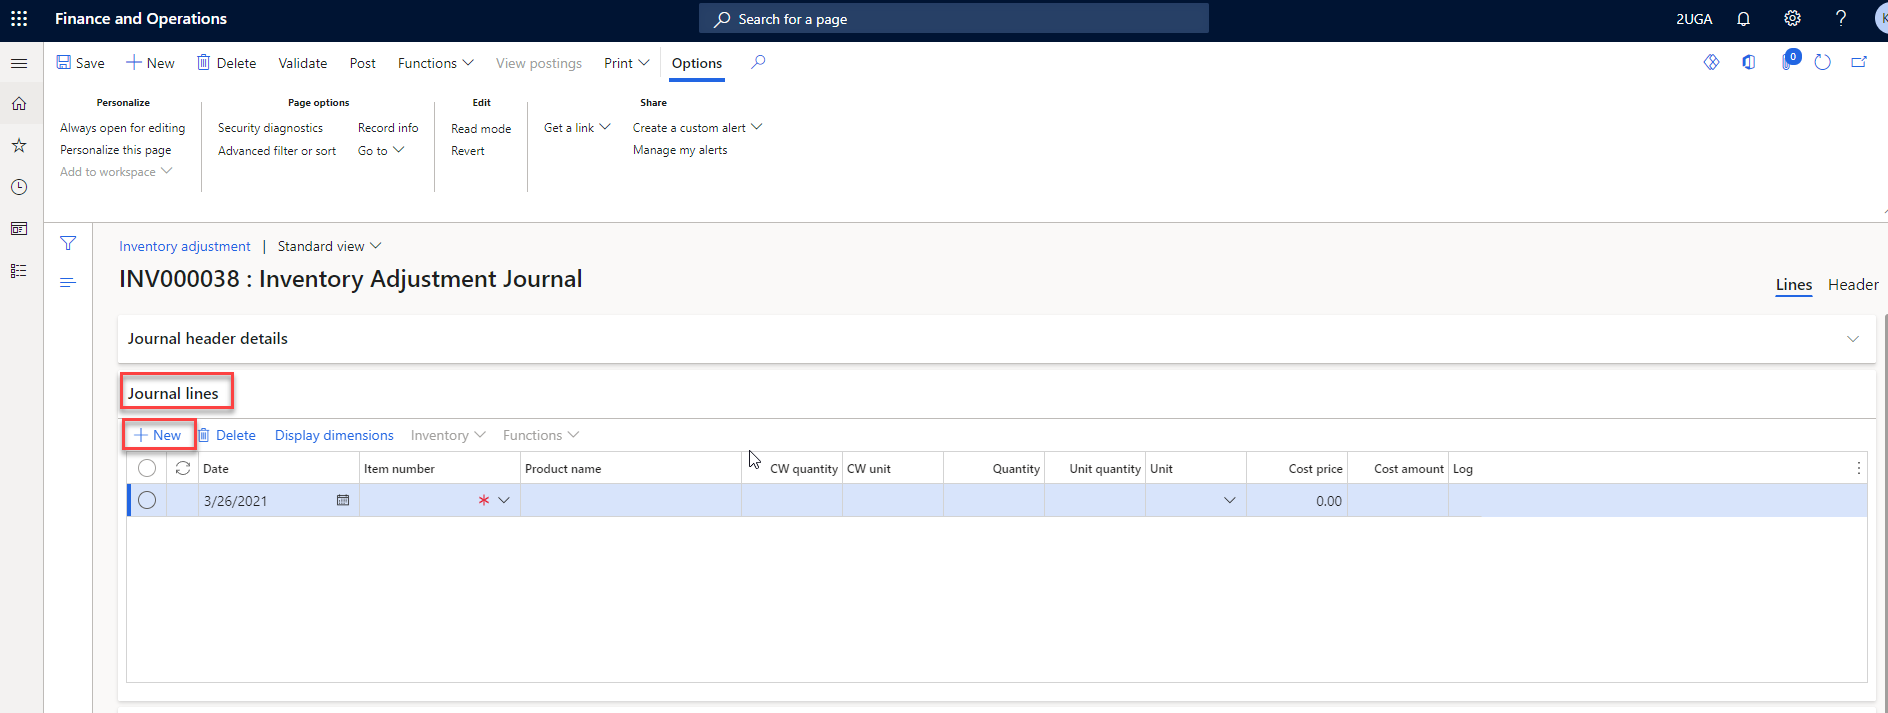 Finance and Operations
Search for a page
2UGA
?
K
Save
New
Delete
Validate
Post
Functions
View postings
Print
Options
0
Personalize
Page options
Edit
Share
Always open for editing
Security diagnostics
Record info
Read mode
Get a link
Create a custom alert
Personalize this page
Advanced filter or sort
Go to
Revert
Manage my alerts
Add to workspace
Inventory adjustment | Standard view
INV000038 : Inventory Adjustment Journal
Lines
Header
Journal header details
Journal lines
New
Delete
Display dimensions
Inventory
Functions
Date
Item number
Product name
CW quantity
CW unit
Quantity
Unit quantity
Unit
Cost price
Cost amount
Log
3/26/2021
*
0.00